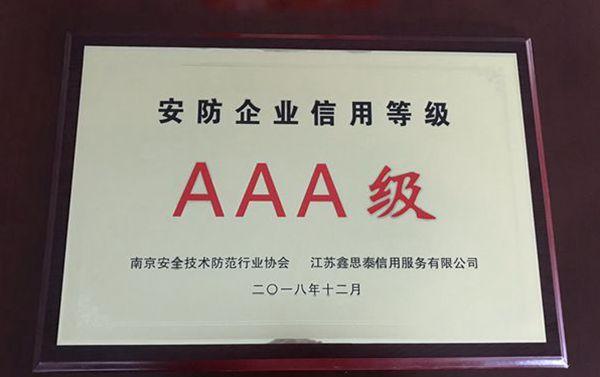 安防企业信用等级
AAA级
南京安全技术防范行业协会 江苏鑫思泰信用服务有限公司
二〇一八年十二月